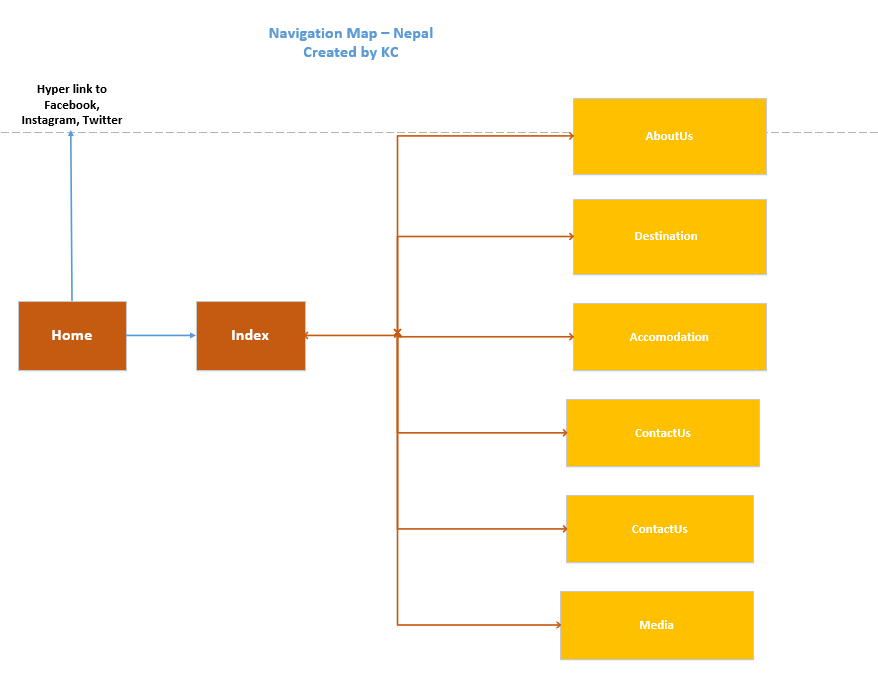 Navigation Map – Nepal
Created by KC
Hyper link to
Facebook,
Instagram, Twitter
AboutUs
Destination
Home
Index
Accomodation
ContactUs
ContactUs
Media